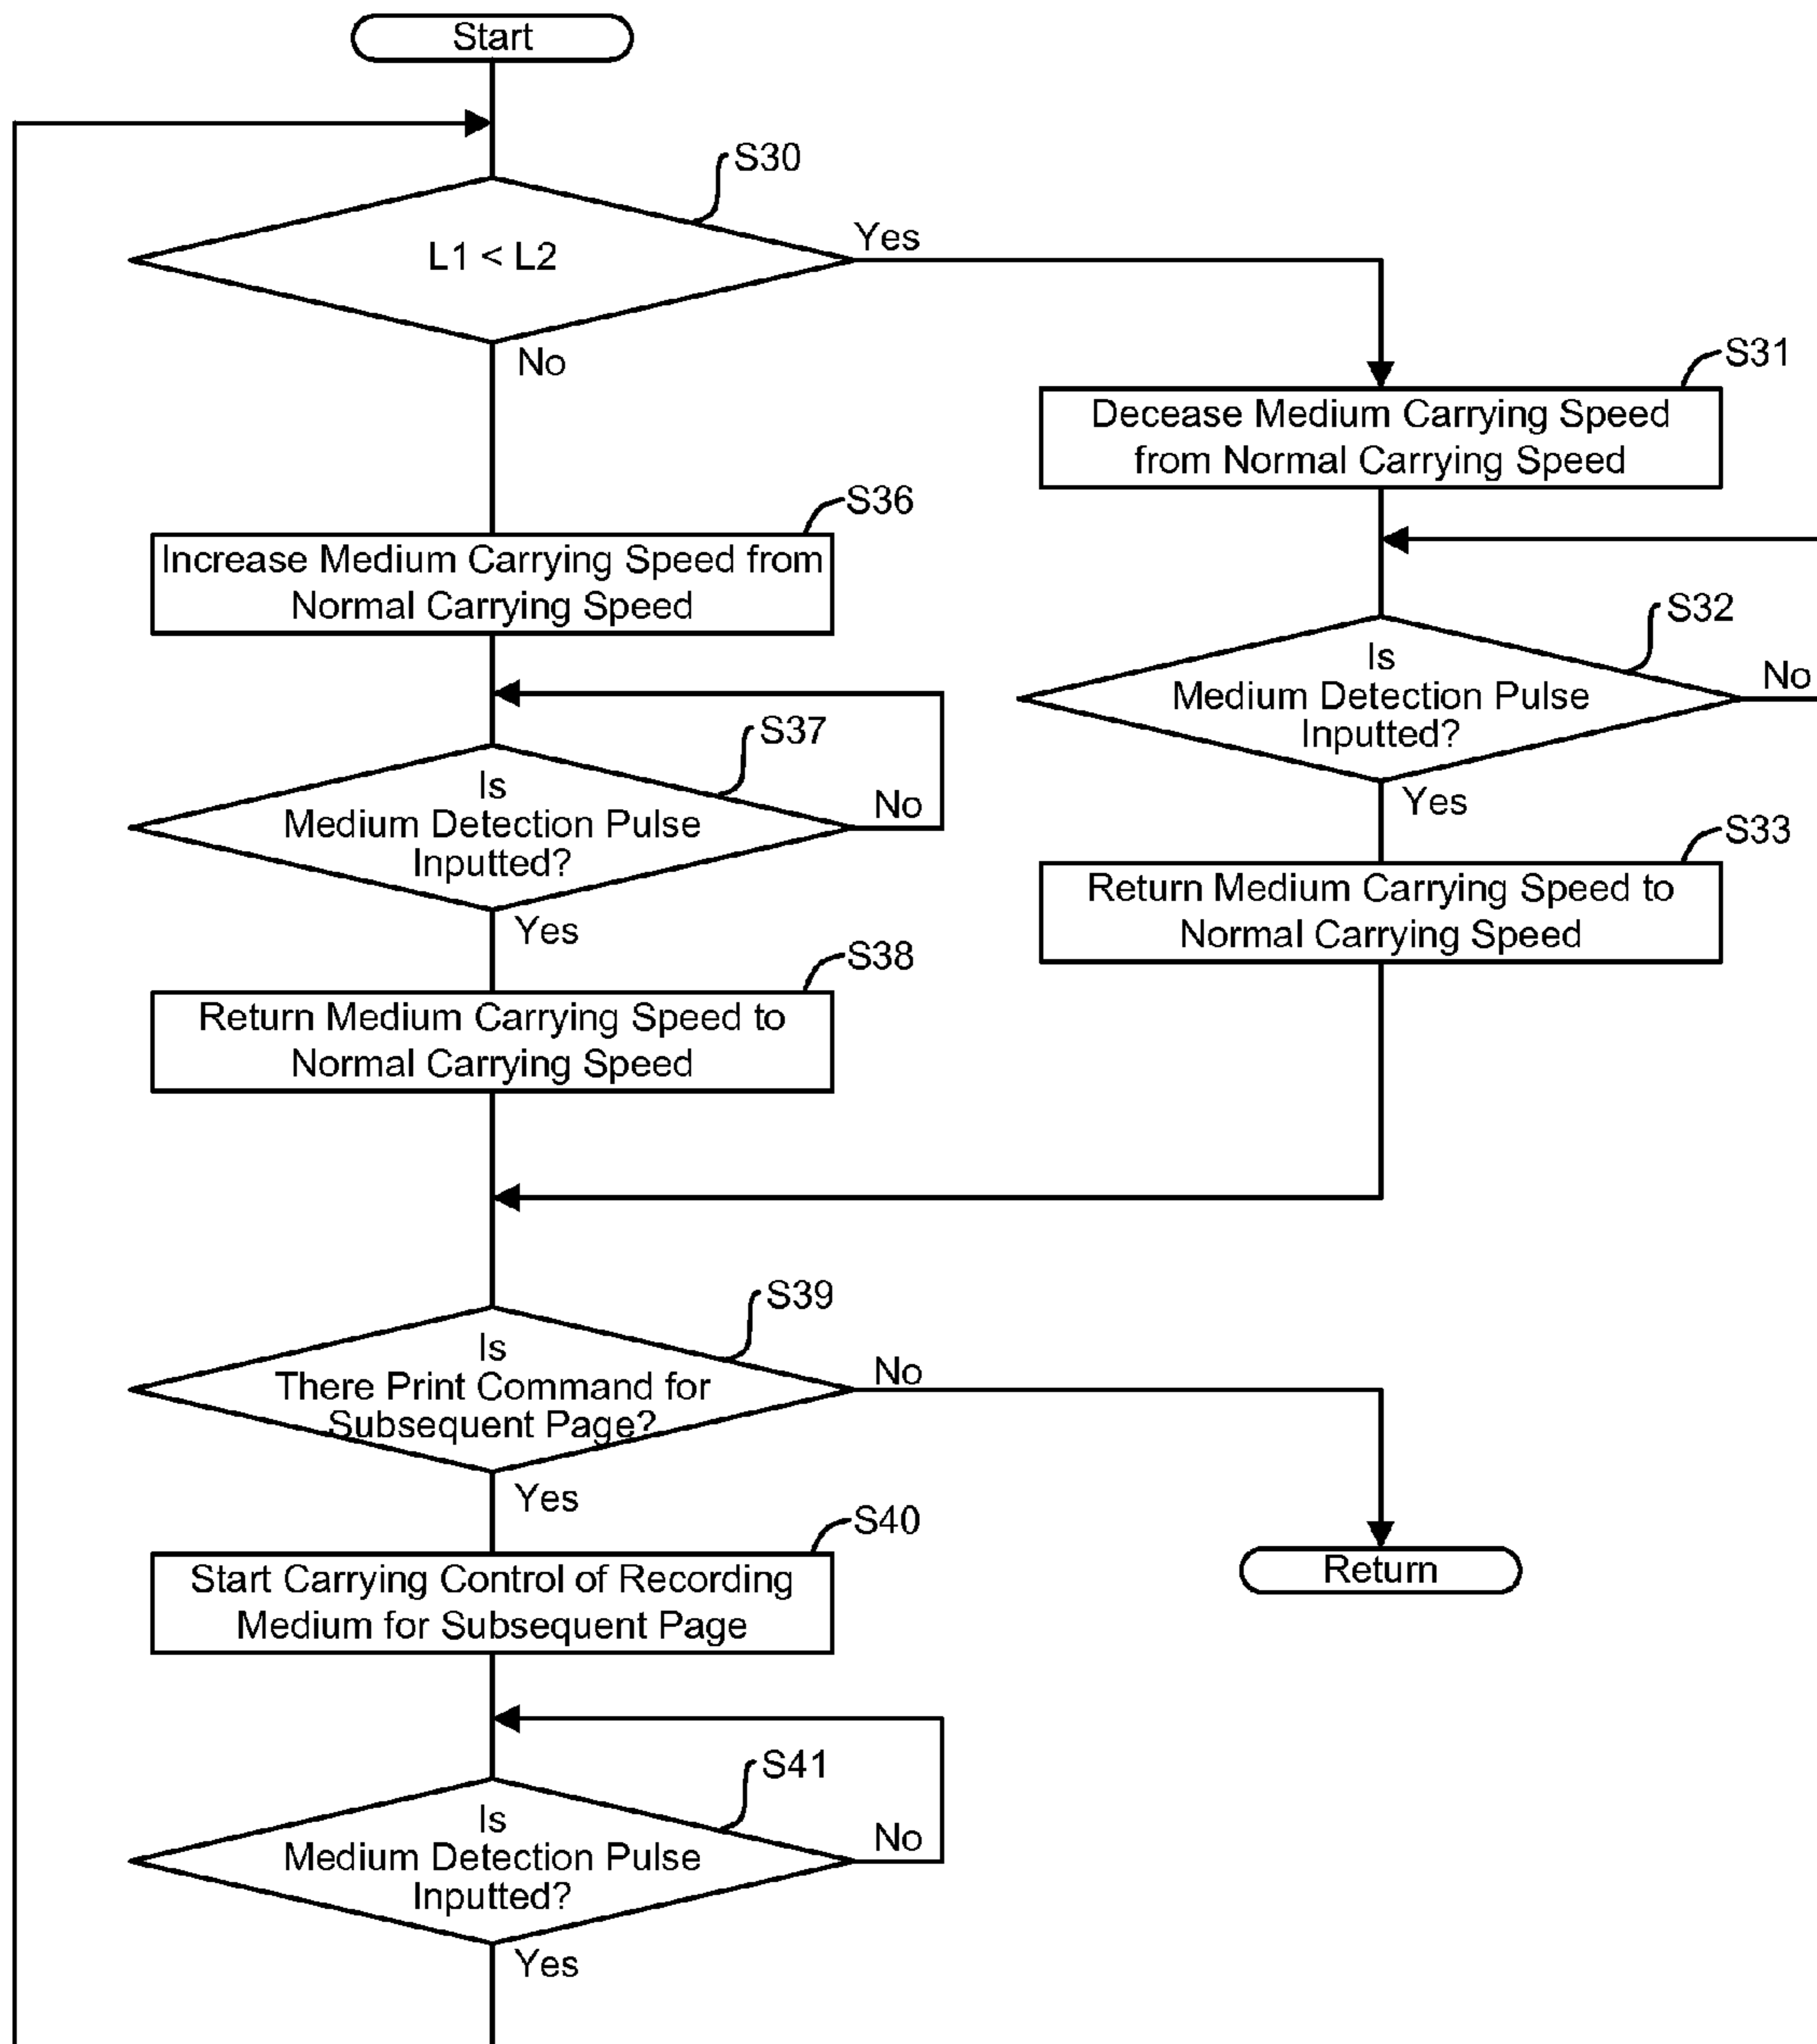 Start
S30
L1 < L2
Yes
No
S31
Decease Medium Carrying Speed
from Normal Carrying Speed
S36
Increase Medium Carrying Speed from
Normal Carrying Speed
S32
Is
Medium Detection Pulse
Inputted?
No
Yes
S37
Is
Medium Detection Pulse
Inputted?
No
Yes
S33
Return Medium Carrying Speed to
Normal Carrying Speed
S38
Return Medium Carrying Speed to
Normal Carrying Speed
S39
Is
There Print Command for
Subsequent Page?
No
Yes
S40
Start Carrying Control of Recording
Medium for Subsequent Page
Return
S41
Is
Medium Detection Pulse
Inputted?
No
Yes